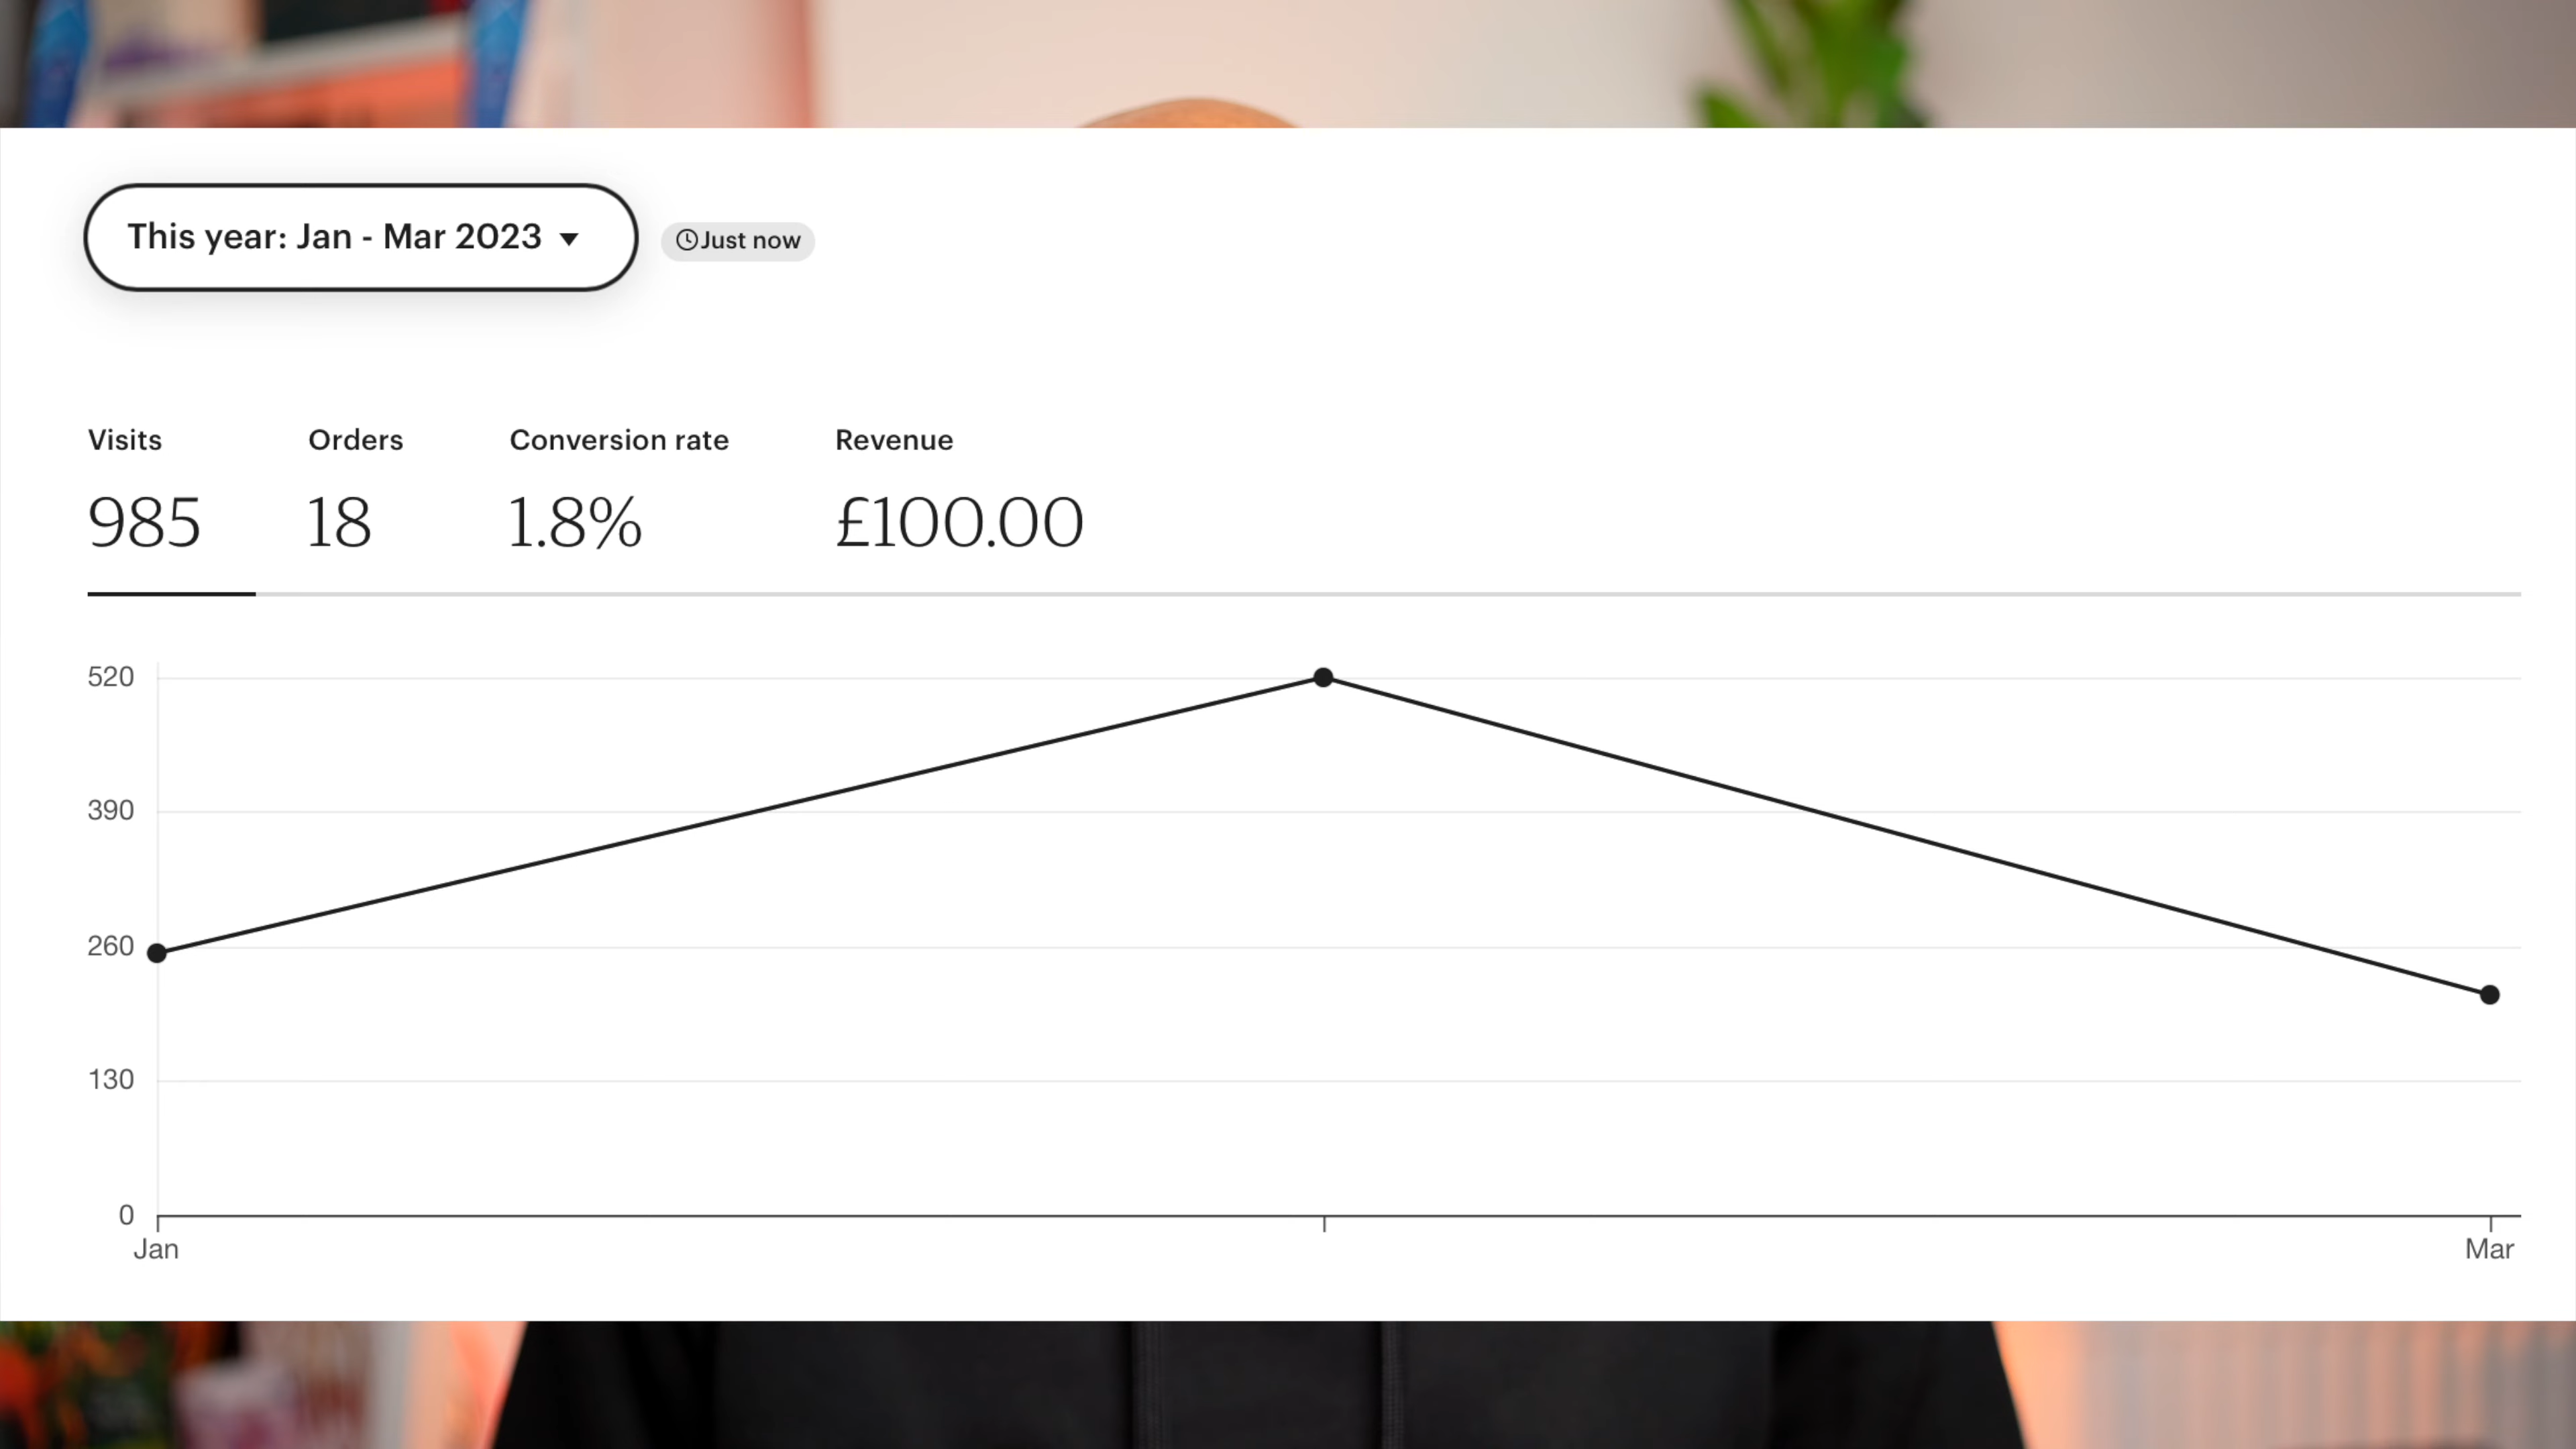 This year: Jan - Mar 2023
Just now
Visits Orders Conversion rate Revenue
985 18 1.8% £100.00
520
390
260
130
0
Jan Mar